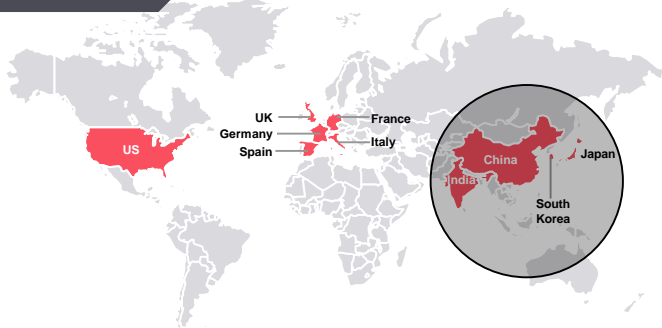 UK
France
Germany
Italy
US
Spain
China
Japan
India
South
Korea